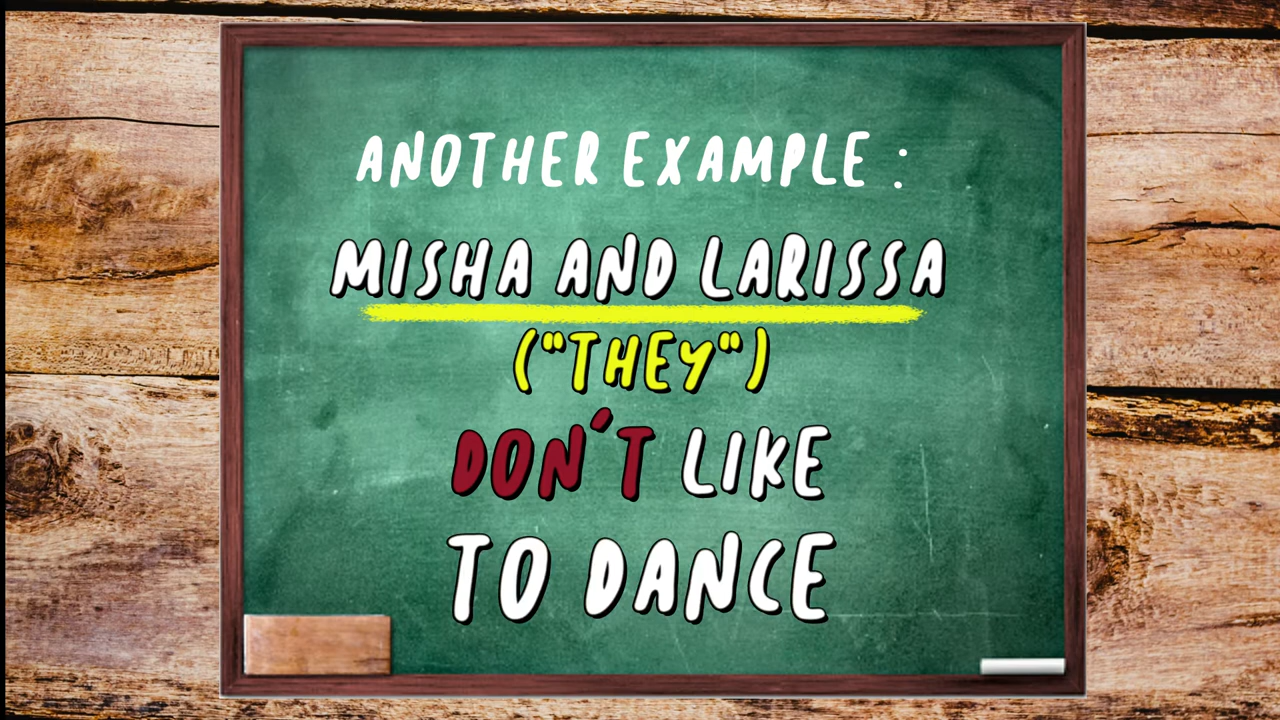 ANOTHER EXAMPLE :
MISHA AND LARISSA
("THEY")
DON´T LIKE
TO DANCE